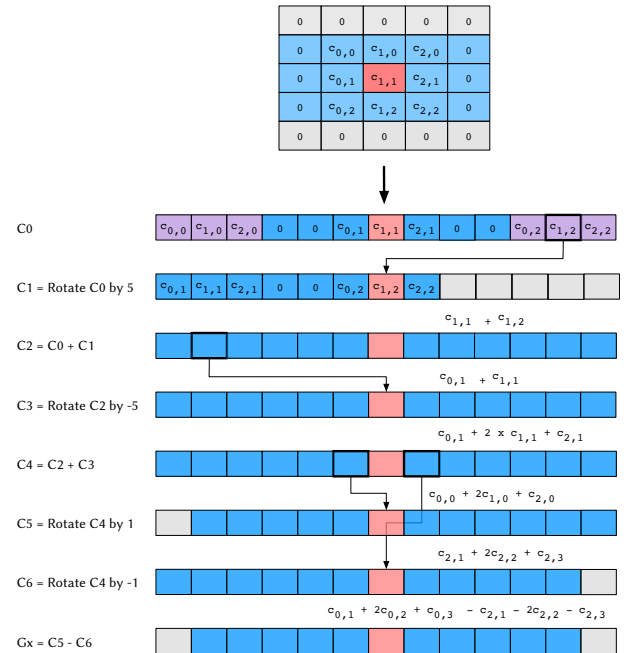 0 0 0 0 0
0 c0,0 c1,0 c2,0 0
0 c0,1 c1,1 c2,1 0
0 c0,2 c1,2 c2,2 0
0 0 0 0 0
C0 c0,0 c1,0 c2,0 0 0 c0,1 c1,1 c2,1 0 0 c0,2 c1,2 c2,2
C1 = Rotate C0 by 5 c0,1 c1,1 c2,1 0 0 c0,2 c1,2 c2,2
c1,1 + c1,2
C2 = C0 + C1
c0,1 + c1,1
C3 = Rotate C2 by -5
c0,1 + 2 x c1,1 + c2,1
C4 = C2 + C3
c0,0 + 2c1,0 + c2,0
C5 = Rotate C4 by 1
c2,1 + 2c2,2 + c2,3
C6 = Rotate C4 by -1
c0,1 + 2c0,2 + c0,3 - c2,1 - 2c2,2 - c2,3
Gx = C5 - C6